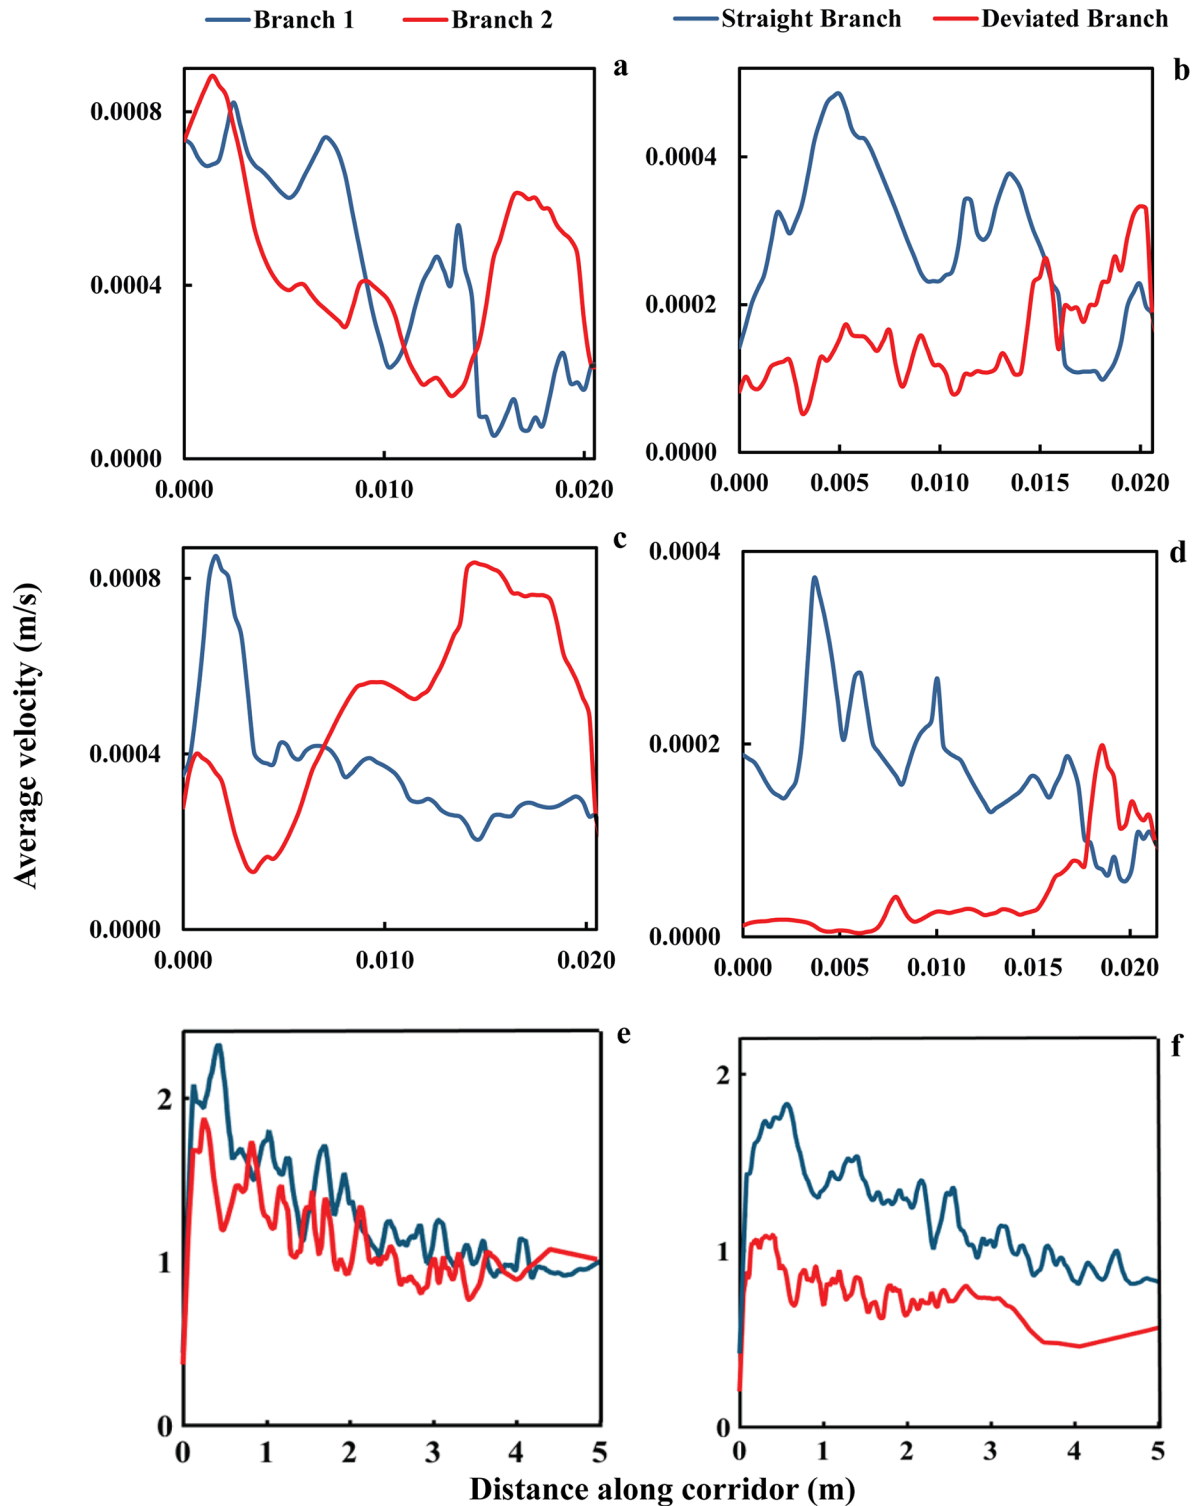 Branch 1 Branch 2 Straight Branch Deviated Branch
a b
0.0008
0.0004
0.0000
0.000 0.010 0.020
0.0004
0.0002
0.0000
0.000 0.005 0.010 0.015 0.020
c d
0.0008
0.0004
0.0000
0.000 0.010 0.020
0.0004
0.0002
0.0000
0.000 0.005 0.010 0.015 0.020
Average velocity (m/s)
e f
2
1
0
0 1 2 3 4 5
2
1
0
0 1 2 3 4 5
Distance along corridor (m)